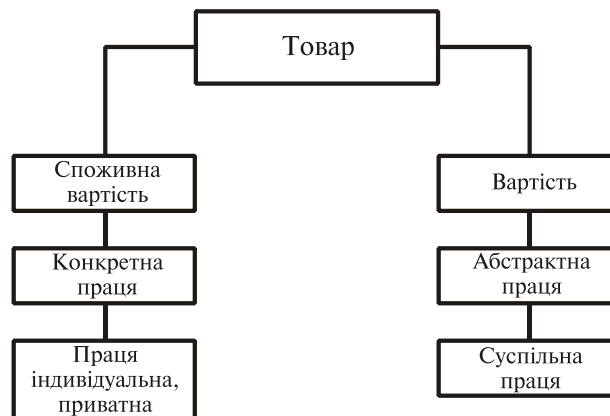 Товар
Споживна
вартість
Вартість
Конкретна
праця
Абстрактна
праця
Праця
індивідуальна,
приватна
Суспільна
праця